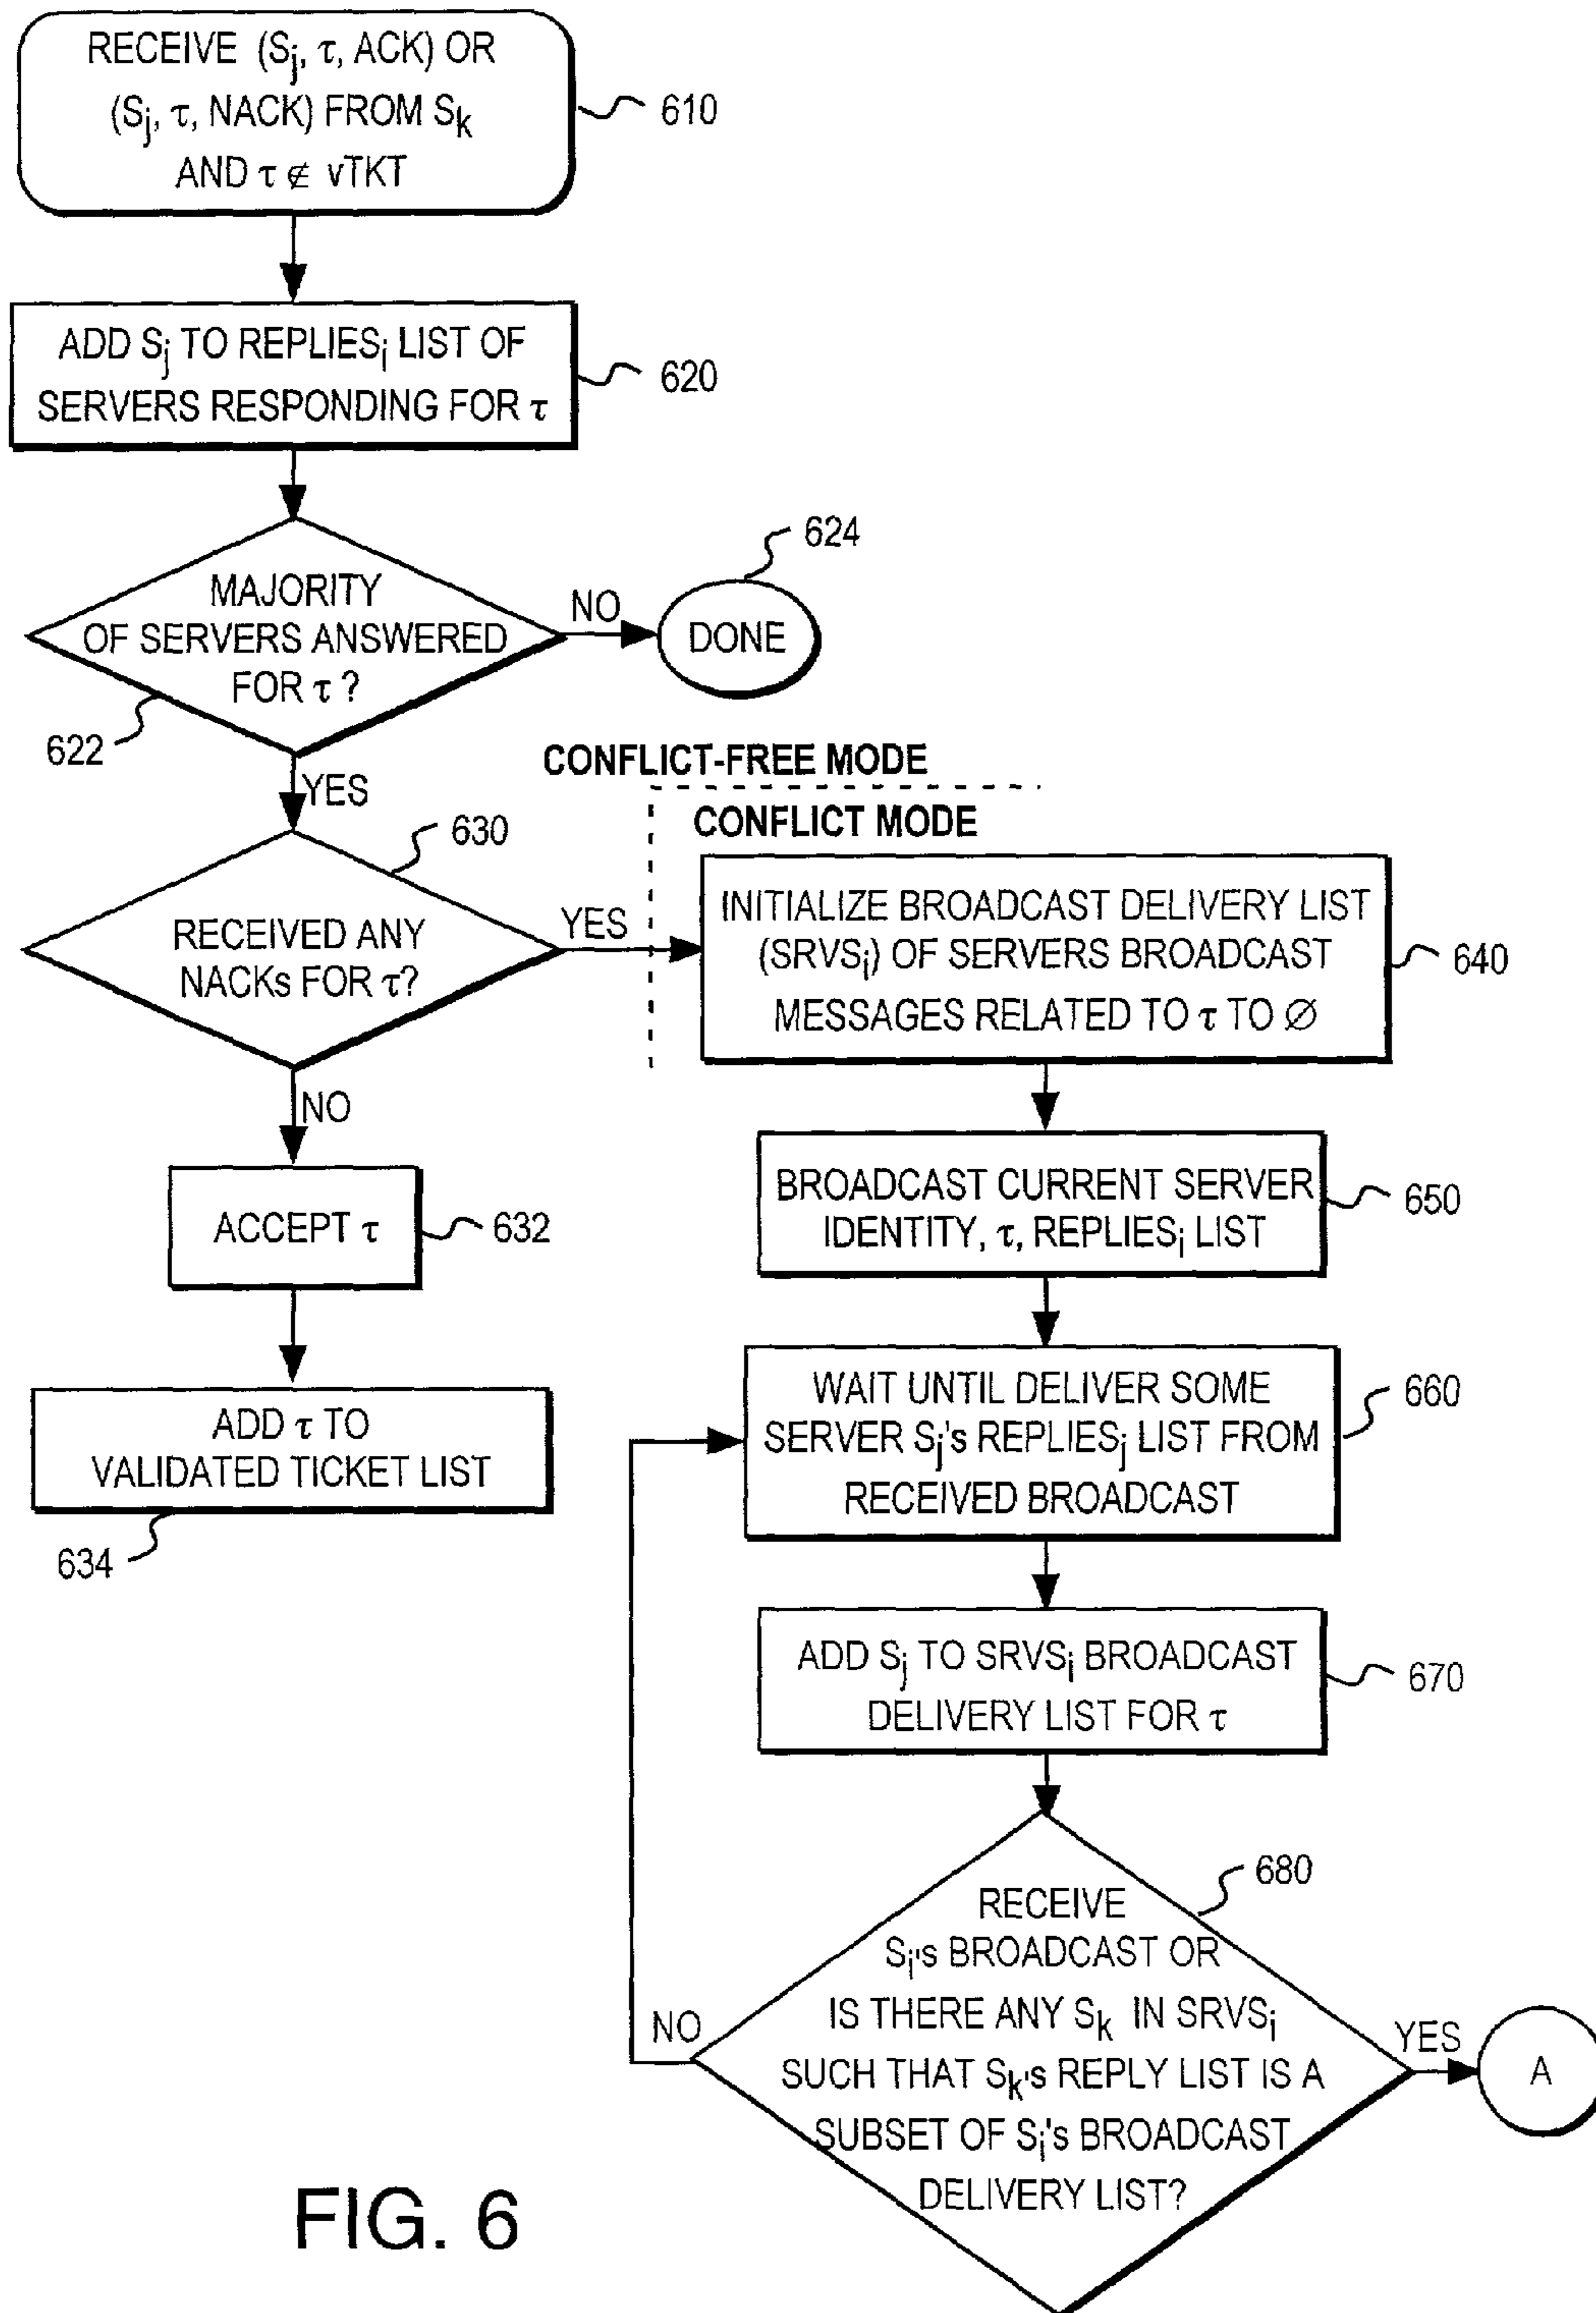 RECEIVE (Sj, τ, ACK) OR
(Sj, τ, NACK) FROM Sk
AND τ ∉ vTKT
610
ADD Sj TO REPLIESi LIST OF
SERVERS RESPONDING FOR τ
620
MAJORITY
OF SERVERS ANSWERED
FOR τ ?
622
NO
624
DONE
YES
CONFLICT-FREE MODE
CONFLICT MODE
630
RECEIVED ANY
NACKs FOR τ?
YES
NO
ACCEPT τ
632
ADD τ TO
VALIDATED TICKET LIST
634
INITIALIZE BROADCAST DELIVERY LIST
(SRVSi) OF SERVERS BROADCAST
MESSAGES RELATED TO τ TO ∅
640
BROADCAST CURRENT SERVER
IDENTITY, τ, REPLIESi LIST
650
WAIT UNTIL DELIVER SOME
SERVER Sj's REPLIESj LIST FROM
RECEIVED BROADCAST
660
ADD Sj TO SRVSi BROADCAST
DELIVERY LIST FOR τ
670
680
RECEIVE
Si's BROADCAST OR
IS THERE ANY Sk IN SRVSi
SUCH THAT Sk's REPLY LIST IS A
SUBSET OF Si's BROADCAST
DELIVERY LIST?
NO
YES
A
FIG. 6